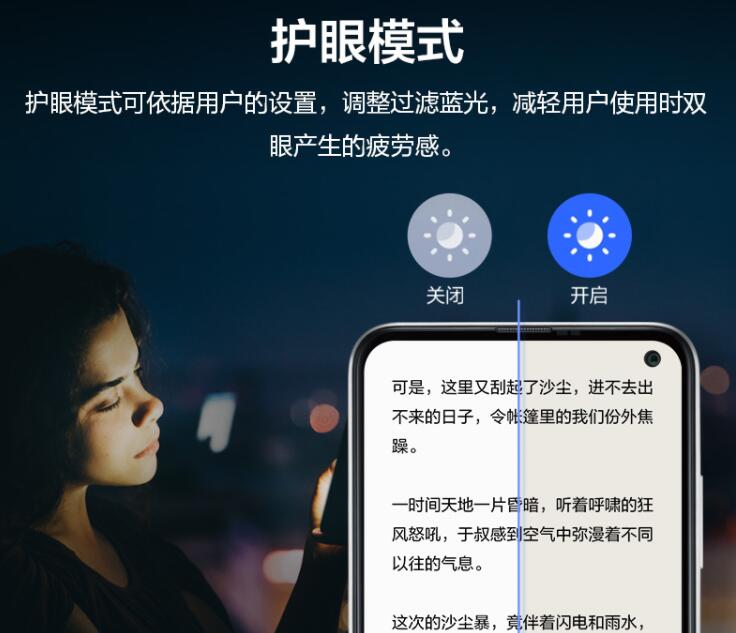 护眼模式
护眼模式可依据用户的设置，调整过滤蓝光，减轻用户使用时双
眼产生的疲劳感。
关闭
开启
可是，这里又刮起了沙尘，进不去出
不来的日子，令帐篷里的我们份外焦
躁。
一时间天地一片昏暗，听着呼啸的狂
风怒吼，于叔感到空气中弥漫着不同
以往的气息。
这次的沙尘暴，竟伴着闪电和雨水，